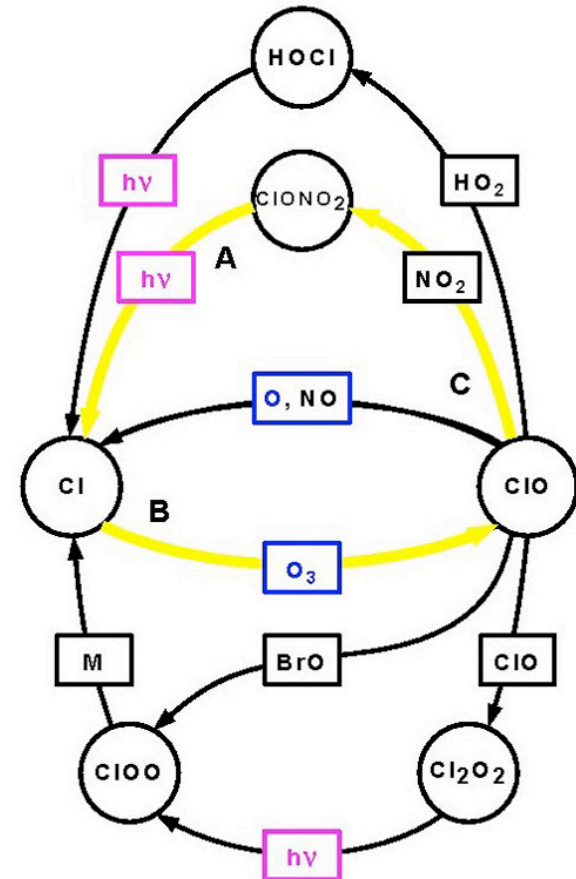 HOCl
hν
HO₂
ClONO₂
A
hν
NO₂
C
O, NO
Cl
ClO
B
O₃
M
BrO
ClO
ClOO
Cl₂O₂
hν